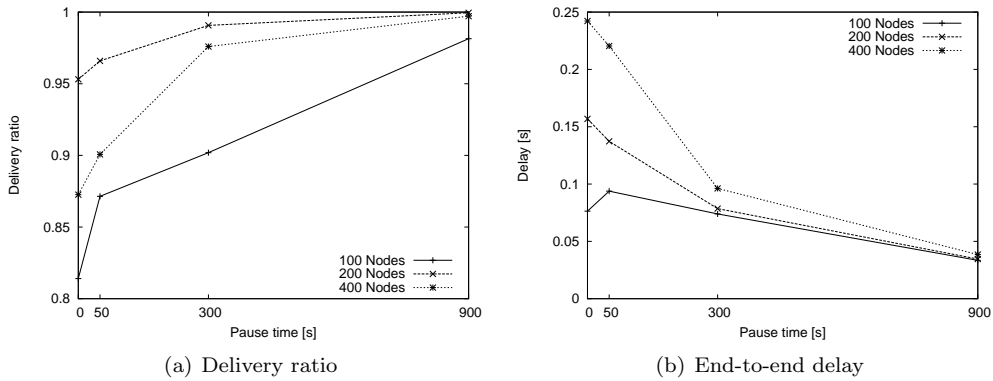 1
0.95
0.9
0.85
0.8
Delivery ratio
100 Nodes
200 Nodes
400 Nodes
0 50 300 900
Pause time [s]
(a) Delivery ratio
0.25
0.2
0.15
0.1
0.05
0
Delay [s]
100 Nodes
200 Nodes
400 Nodes
0 50 300 900
Pause time [s]
(b) End-to-end delay